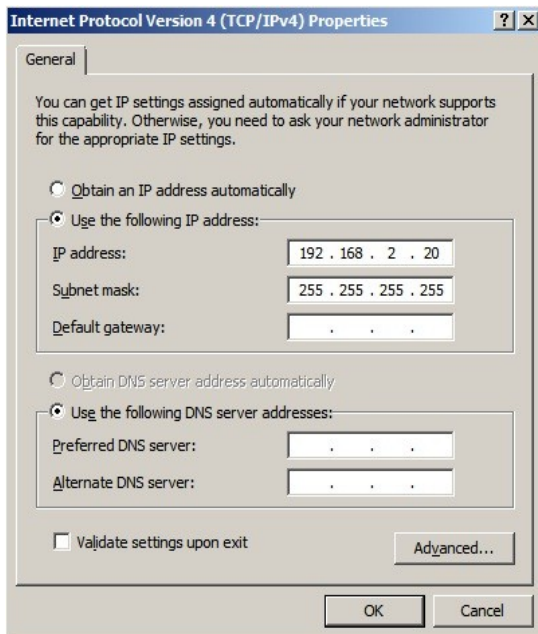 Internet Protocol Version 4 (TCP/IPv4) Properties
General
You can get IP settings assigned automatically if your network supports
this capability. Otherwise, you need to ask your network administrator
for the appropriate IP settings.
Obtain an IP address automatically
Use the following IP address:
IP address: 192 . 168 . 2 . 20
Subnet mask: 255 . 255 . 255 . 255
Default gateway: . . .
Obtain DNS server address automatically
Use the following DNS server addresses:
Preferred DNS server: . . .
Alternate DNS server: . . .
Validate settings upon exit
Advanced...
OK Cancel